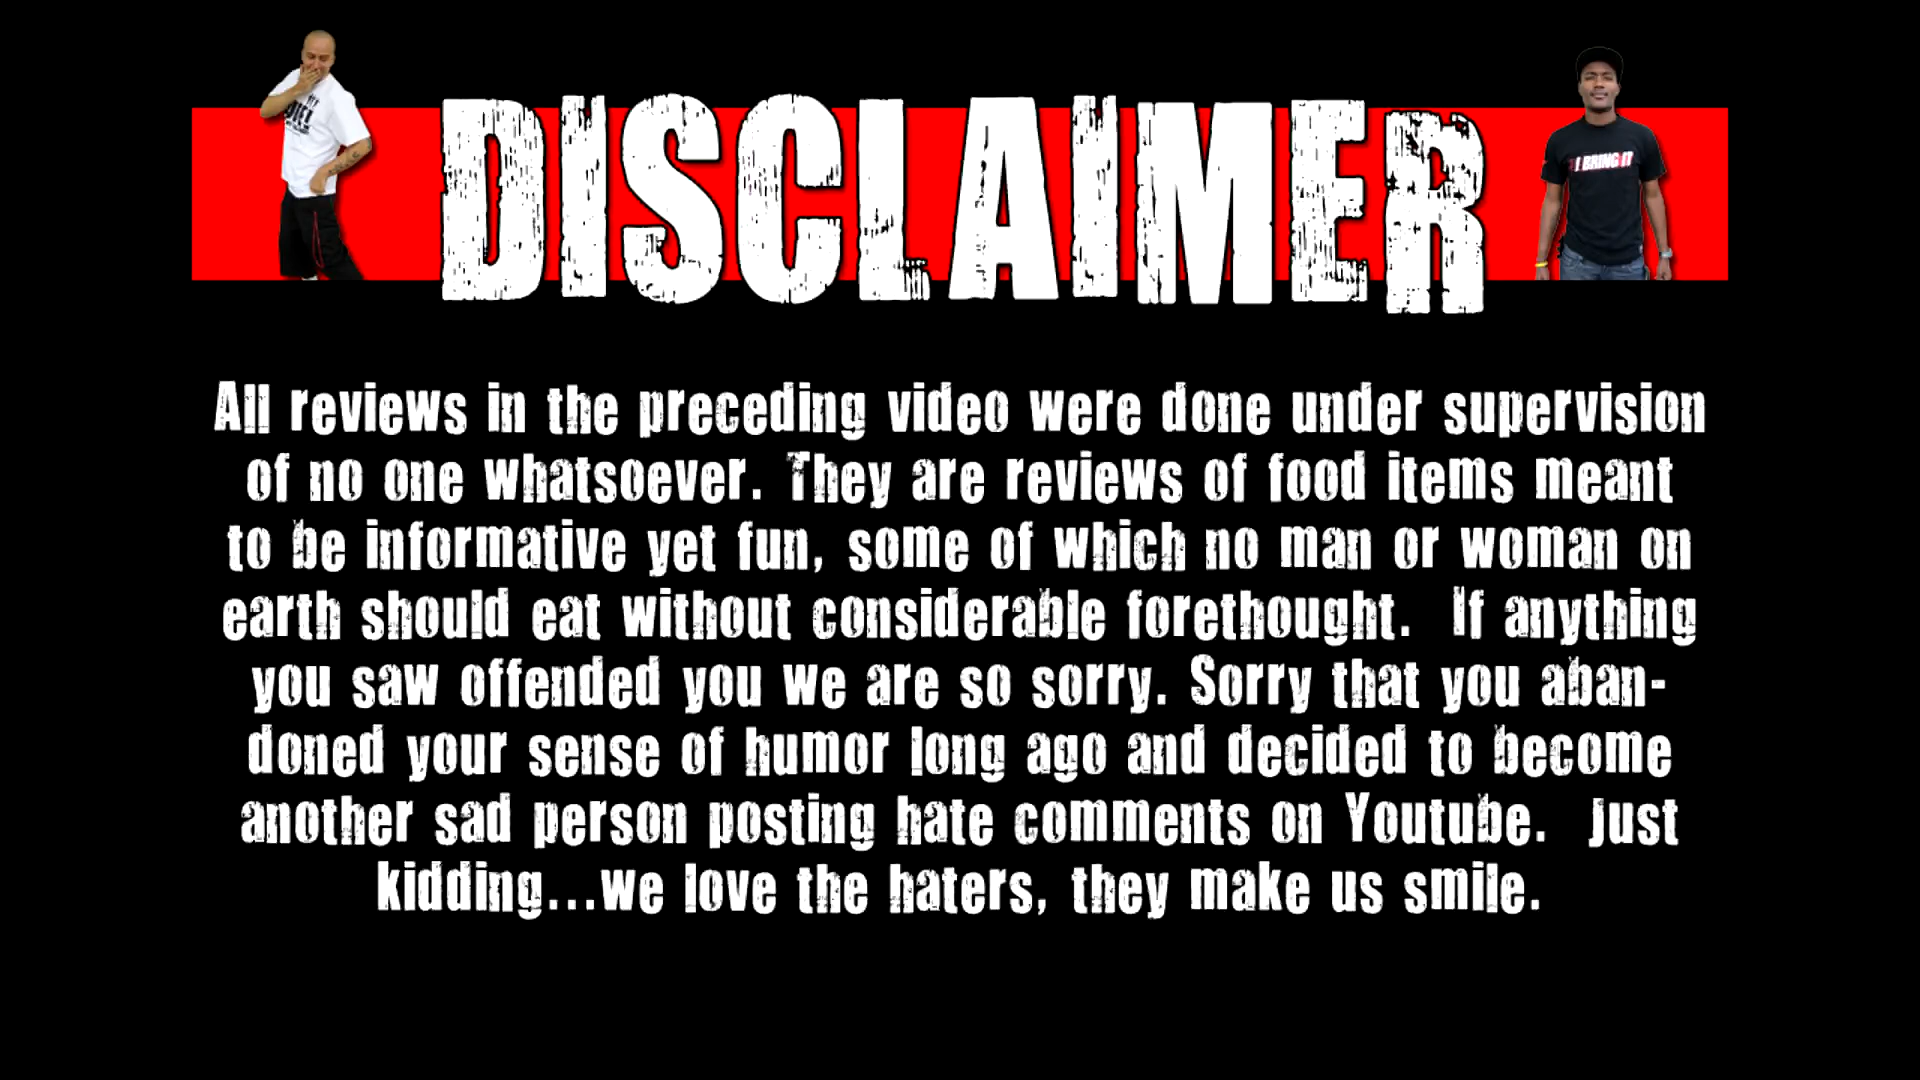 DISCLAIMER
DIET
I BRING IT
All reviews in the preceding video were done under supervision
of no one whatsoever. They are reviews of food items meant
to be informative yet fun, some of which no man or woman on
earth should eat without considerable forethought.  If anything
you saw offended you we are so sorry. Sorry that you aban-
doned your sense of humor long ago and decided to become
another sad person posting hate comments on Youtube.  Just
kidding...we love the haters, they make us smile.